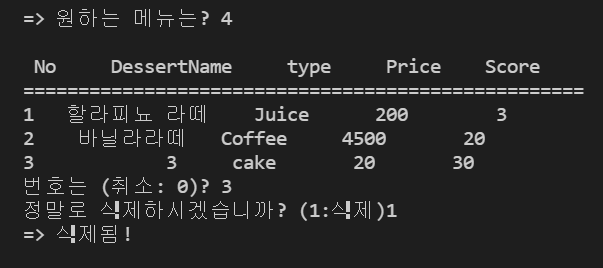 => 원하는 메뉴는? 4
No DessertName type Price Score
===================================================
1 할라피뇨 라떼 Juice 200 3
2 바닐라라떼 Coffee 4500 20
3 3 cake 20 30
번호는 (취소: 0)? 3
정말로 삭제하시겠습니까? (1:삭제)1
=> 삭제됨!